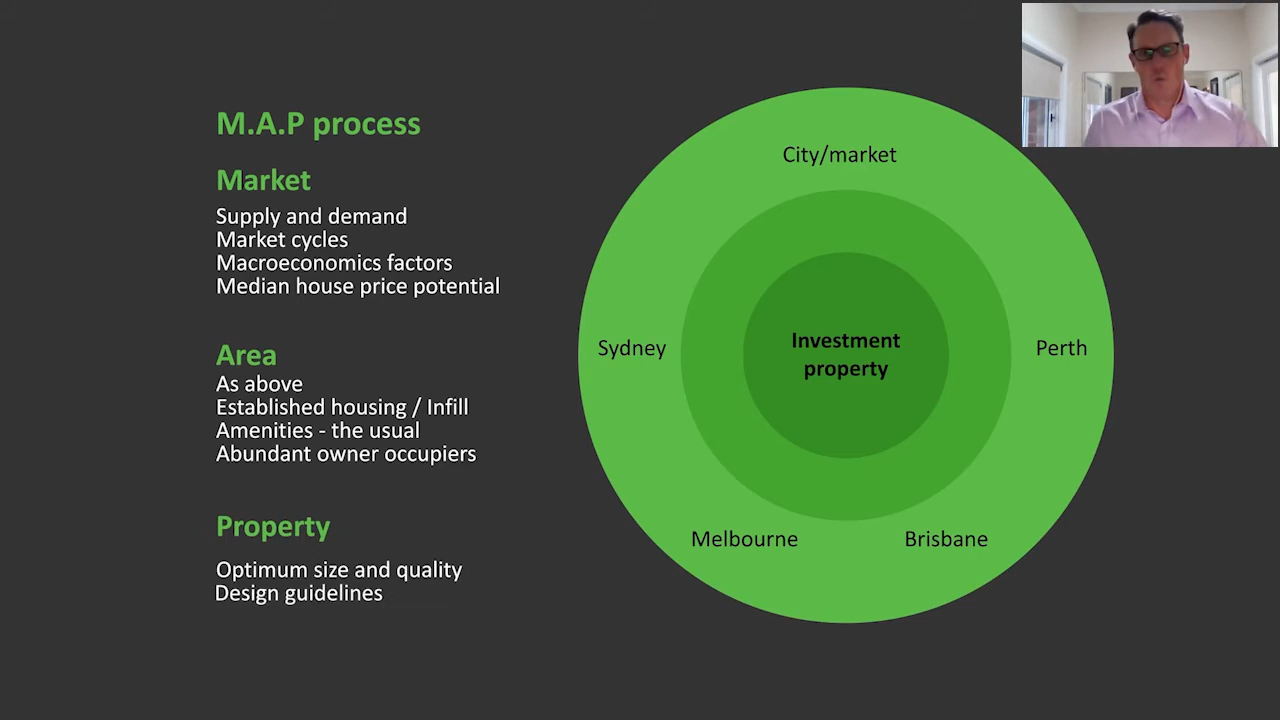 M.A.P process
Market
Supply and demand
Market cycles
Macroeconomics factors
Median house price potential
Area
As above
Established housing / Infill
Amenities - the usual
Abundant owner occupiers
Property
Optimum size and quality
Design guidelines
City/market
Sydney
Investment
property
Perth
Melbourne
Brisbane